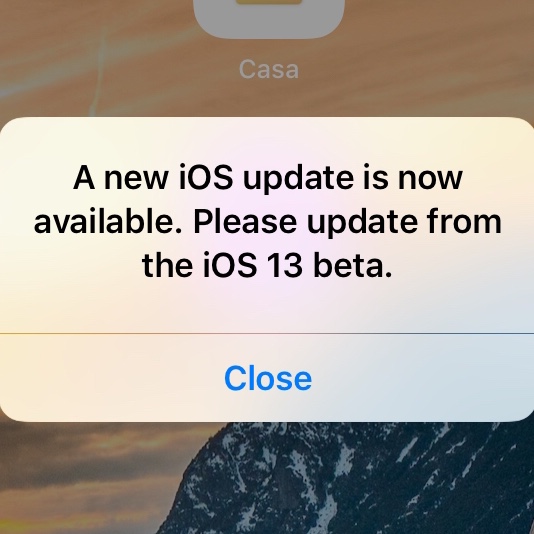 Casa
A new iOS update is now
available. Please update from
the iOS 13 beta.
Close